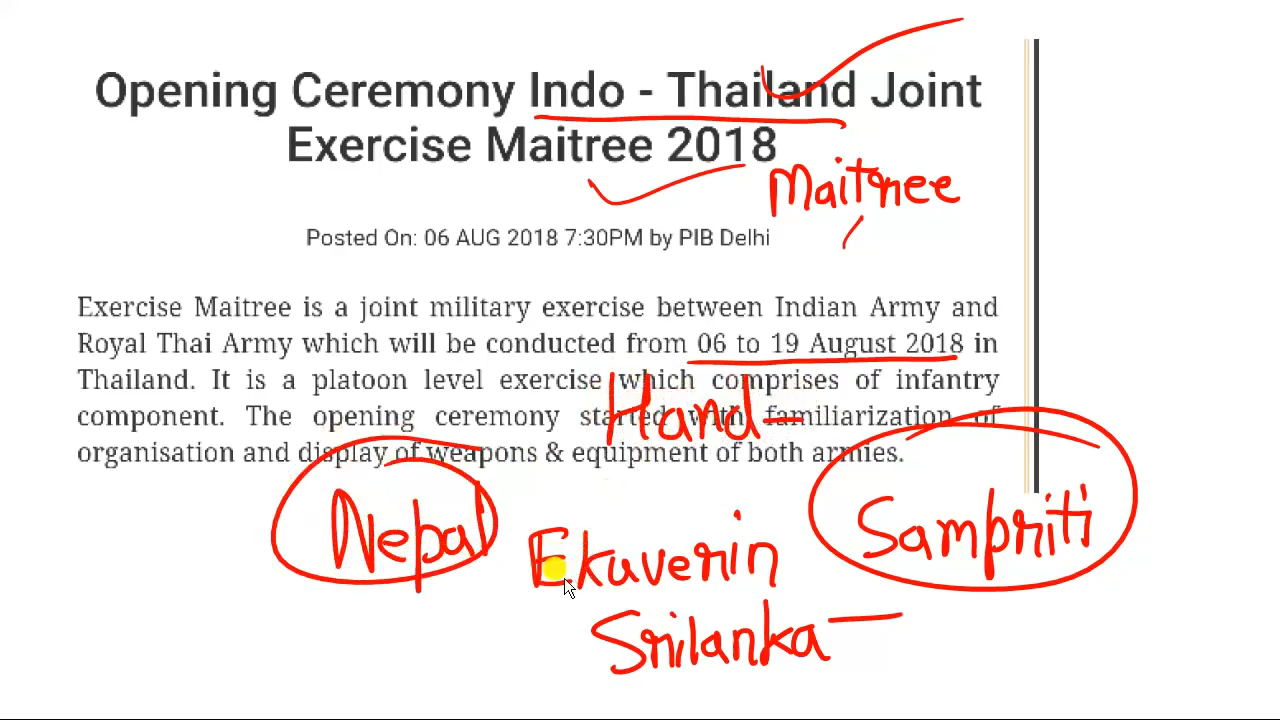 Opening Ceremony Indo - Thailand Joint
Exercise Maitree 2018
Maitree
Posted On: 06 AUG 2018 7:30PM by PIB Delhi
Exercise Maitree is a joint military exercise between Indian Army and
Royal Thai Army which will be conducted from 06 to 19 August 2018 in
Thailand. It is a platoon level exercise which comprises of infantry
component. The opening ceremony started with familiarization of
organisation and display of weapons & equipment of both armies.
Hand-
Nepal
Ekuverin
Sampriti
Srilanka-